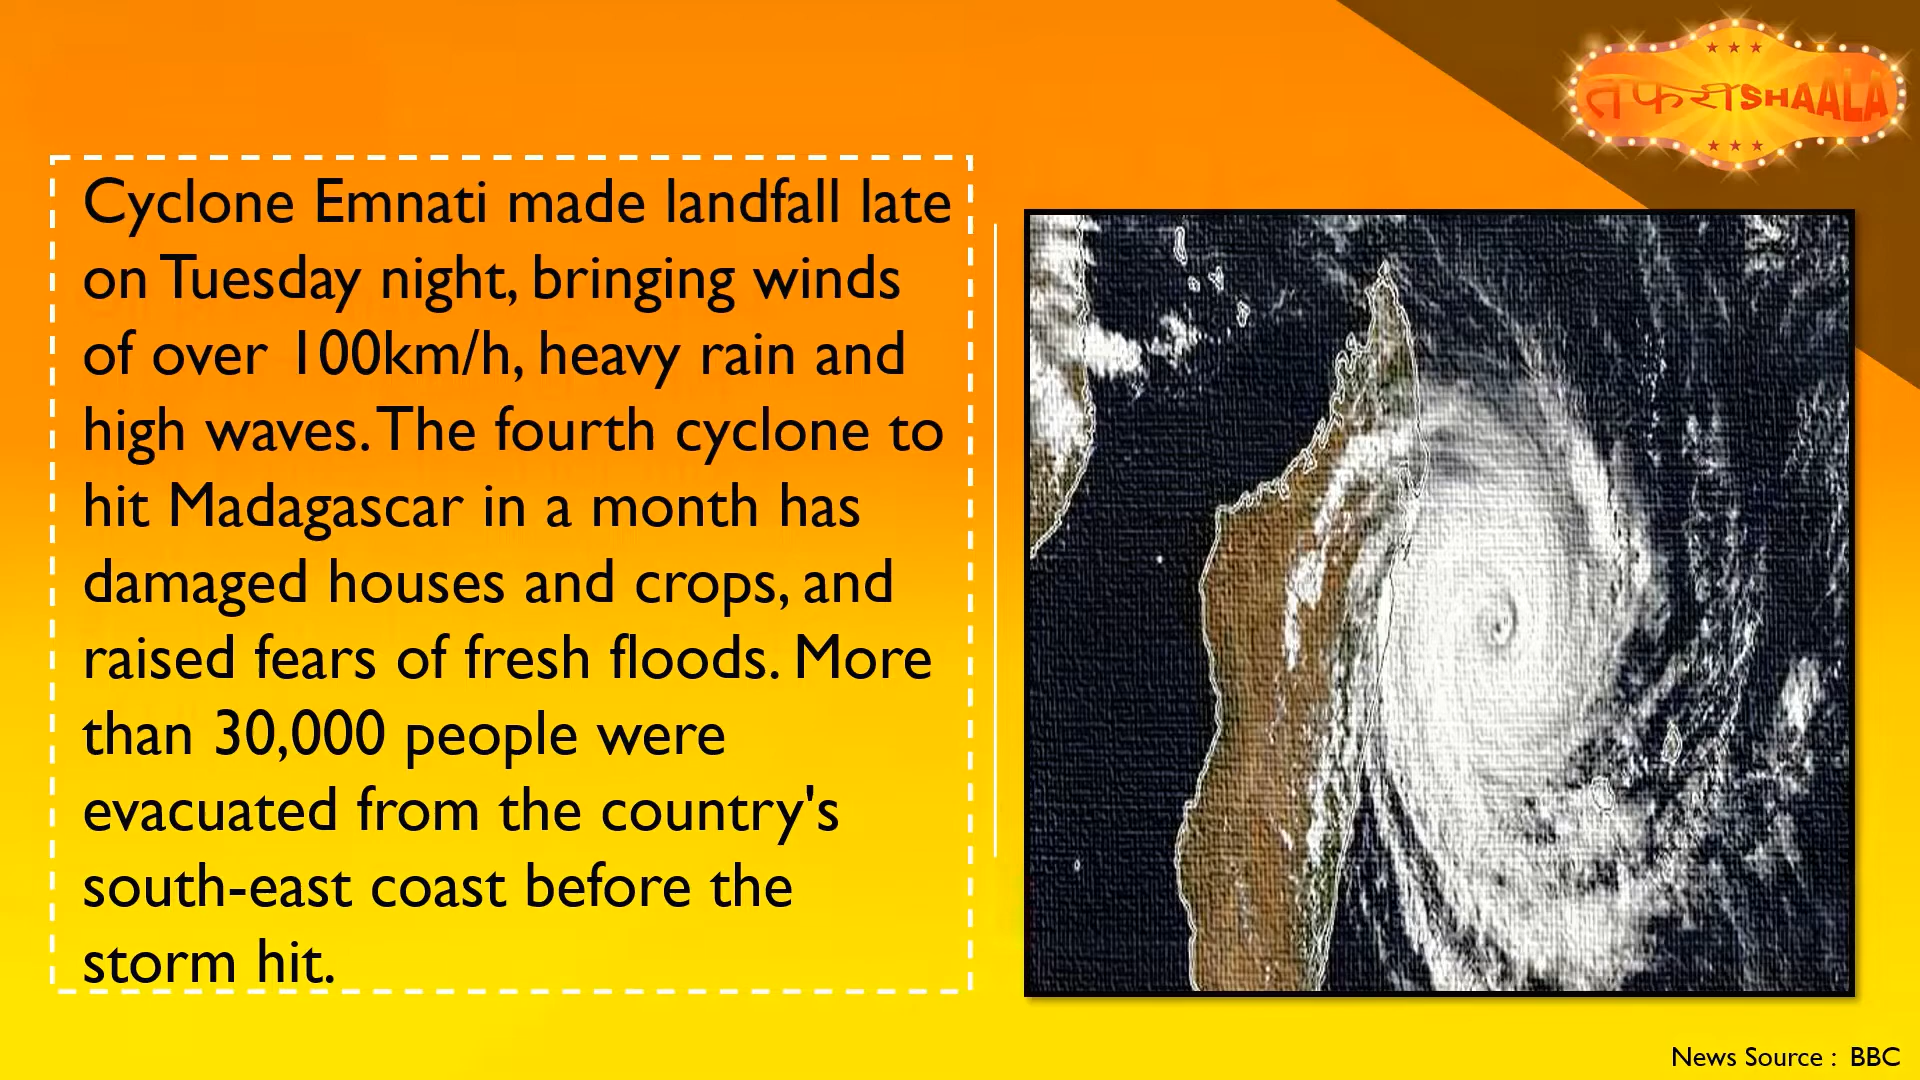 तफरीSHAALA
Cyclone Emnati made landfall late
on Tuesday night, bringing winds
of over 100km/h, heavy rain and
high waves. The fourth cyclone to
hit Madagascar in a month has
damaged houses and crops, and
raised fears of fresh floods. More
than 30,000 people were
evacuated from the country's
south-east coast before the
storm hit.
News Source : BBC